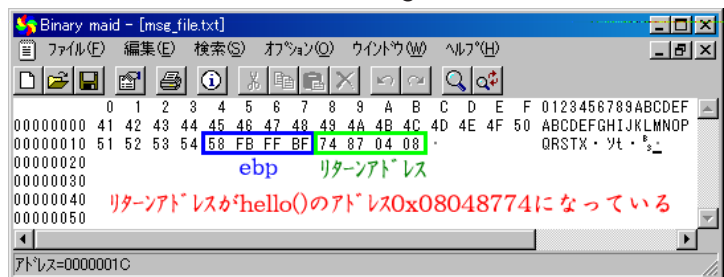 Binary maid - [msg_file.txt]
ファイル(F) 編集(E) 検索(S) オプション(O) ウインドウ(W) ヘルプ(H)
0 1 2 3 4 5 6 7 8 9 A B C D E F 0123456789ABCDEF
00000000 41 42 43 44 45 46 47 48 49 4A 4B 4C 4D 4E 4F 50 ABCDEFGHIJKLMNOP
00000010 51 52 53 54 58 FB FF BF 74 87 04 08 · QRSTX・ソt・
00000020
ebp リターンアドレス
00000030
00000040
リターンアドレスがhello()のアドレス0x08048774になっている
00000050
アドレス=0000001C